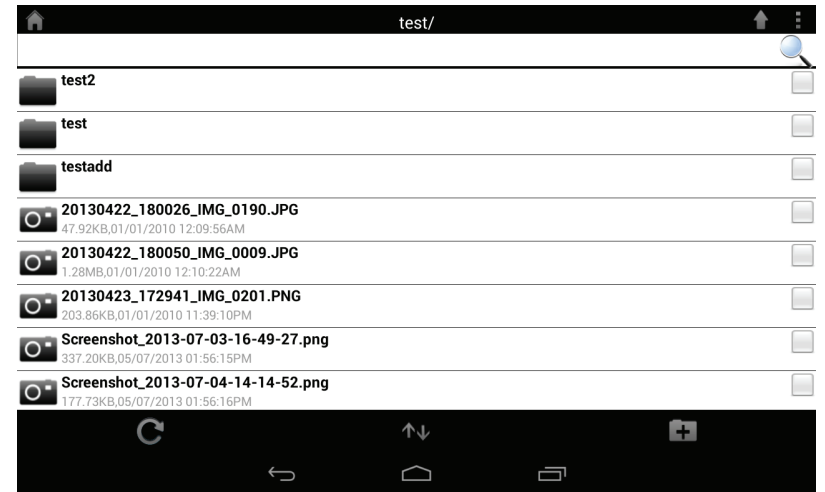 test/
test2
test
testadd
20130422_180026_IMG_0190.JPG
47.92KB,01/01/2010 12:09:56AM
20130422_180050_IMG_0009.JPG
1.28MB,01/01/2010 12:10:22AM
20130423_172941_IMG_0201.PNG
203.86KB,01/01/2010 11:39:10PM
Screenshot_2013-07-03-16-49-27.png
337.20KB,05/07/2013 01:56:15PM
Screenshot_2013-07-04-14-14-52.png
177.73KB,05/07/2013 01:56:16PM